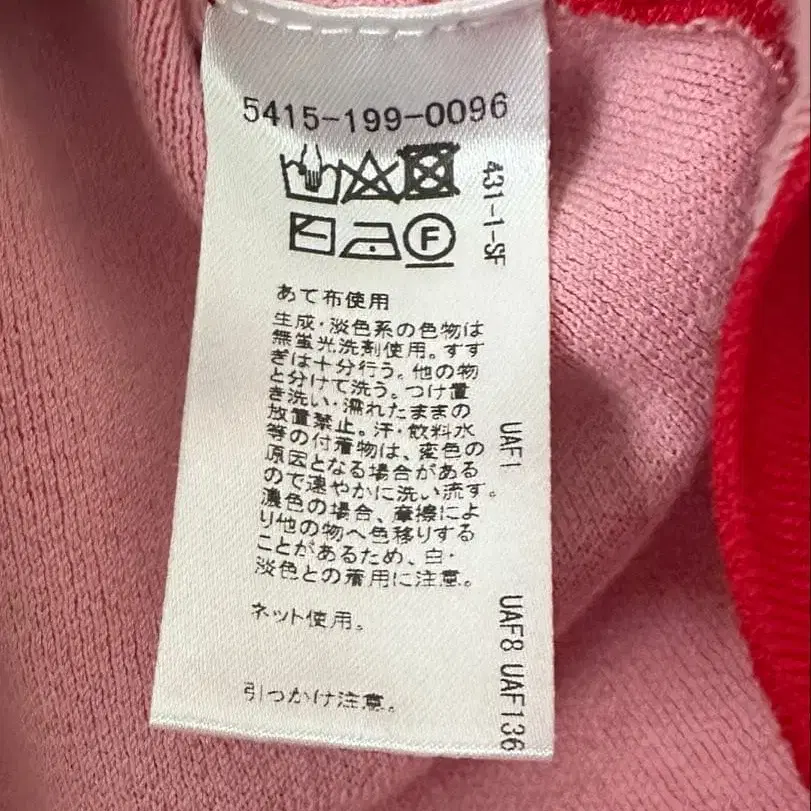 5415-199-0096
431-1-SF
F
あて布使用
生成・淡色系の色物は
無蛍光洗剤使用。すす
ぎは十分行う。他の物
と分けて洗う。つけ置
き洗い・濡れたままの
放置禁止。汗・飲料水
等の付着物は、変色の
原因となる場合がある
ので速やかに洗い流す。
濃色の場合、摩擦によ
り他の物へ色移りする
ことがあるため、白・
淡色との着用に注意。
ネット使用。
引っかけ注意。
UAF1
UAF8 UAF136